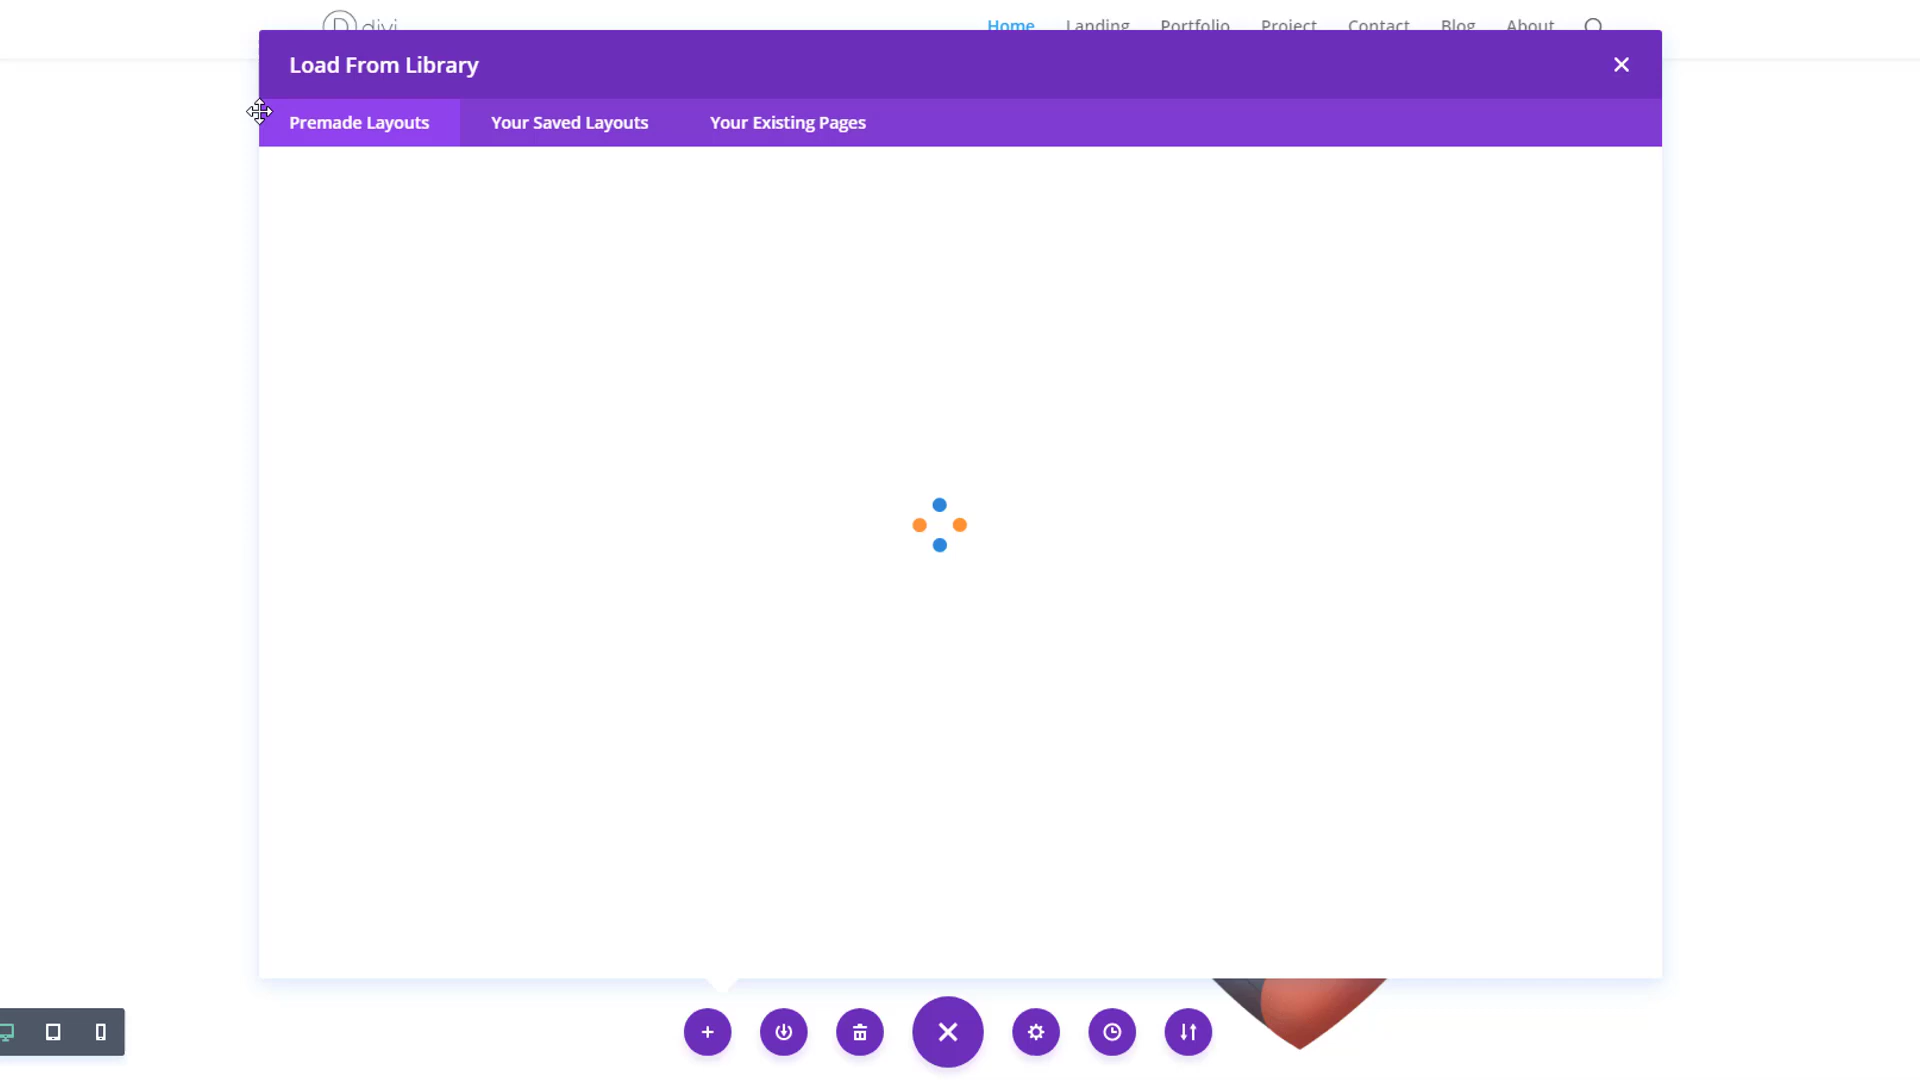 divi
Home Landing Portfolio Project Contact Blog About
Load From Library
Premade Layouts Your Saved Layouts Your Existing Pages